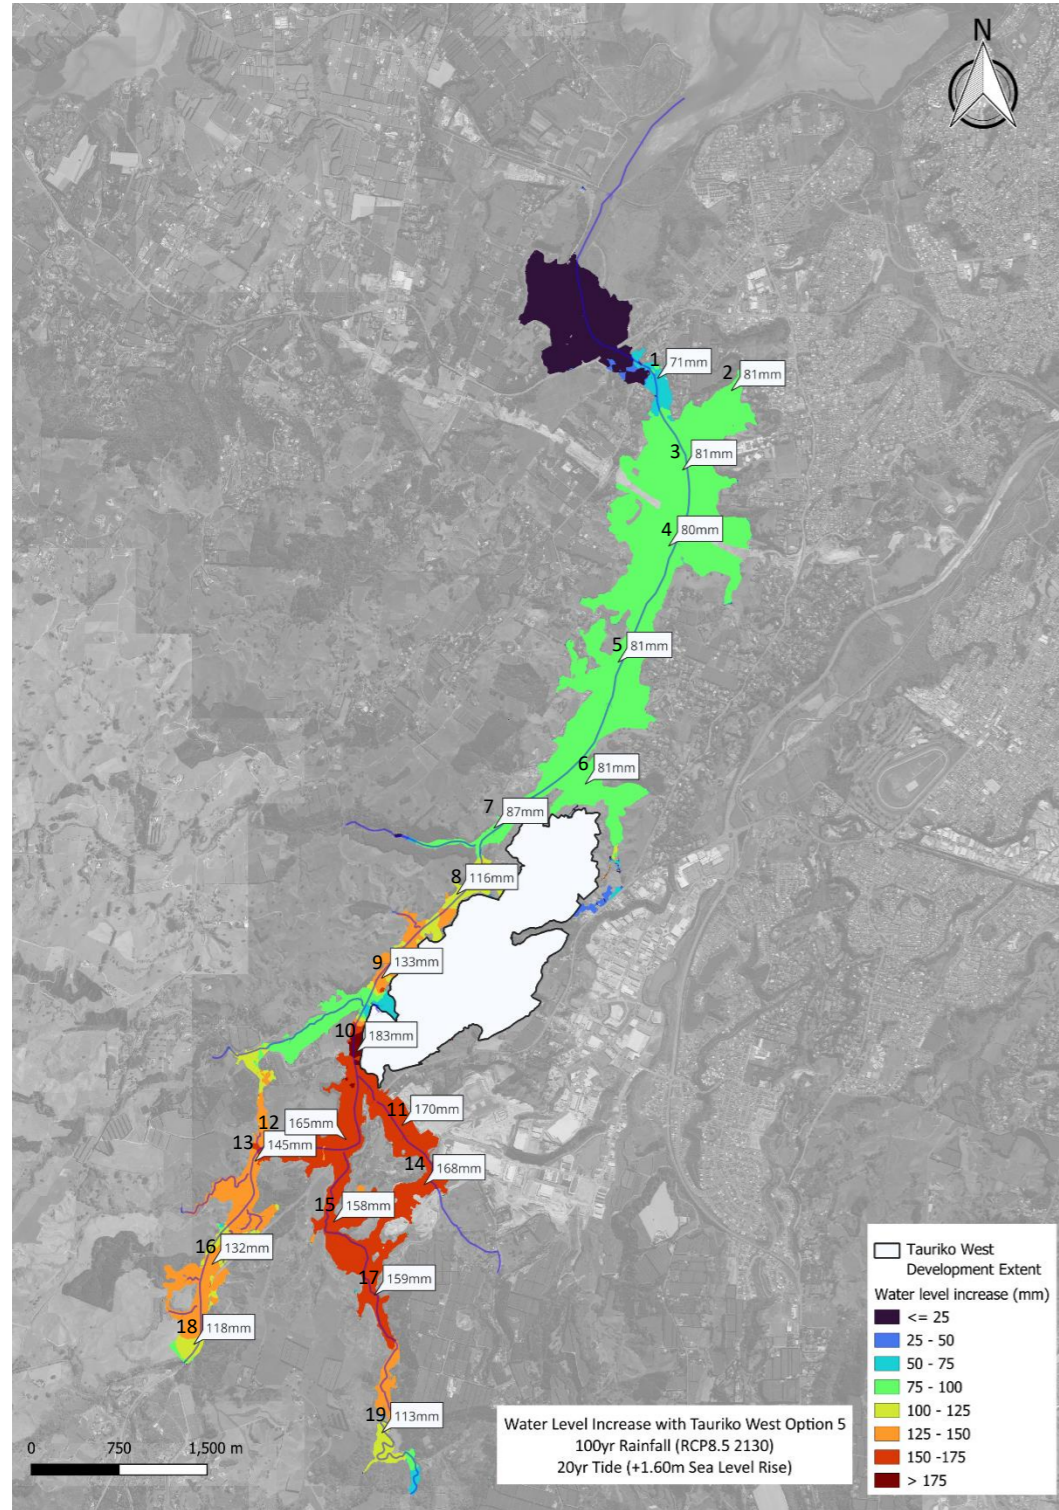 N
1
71mm
2
81mm
3
81mm
4
80mm
5
81mm
6
81mm
7
87mm
8
116mm
9
133mm
10
183mm
11
170mm
12
165mm
13
145mm
14
168mm
15
158mm
16
132mm
17
159mm
18
118mm
19
113mm
0 750 1,500 m
Water Level Increase with Tauriko West Option 5
100yr Rainfall (RCP8.5 2130)
20yr Tide (+1.60m Sea Level Rise)
Tauriko West
Development Extent
Water level increase (mm)
<= 25
25 - 50
50 - 75
75 - 100
100 - 125
125 - 150
150 -175
> 175